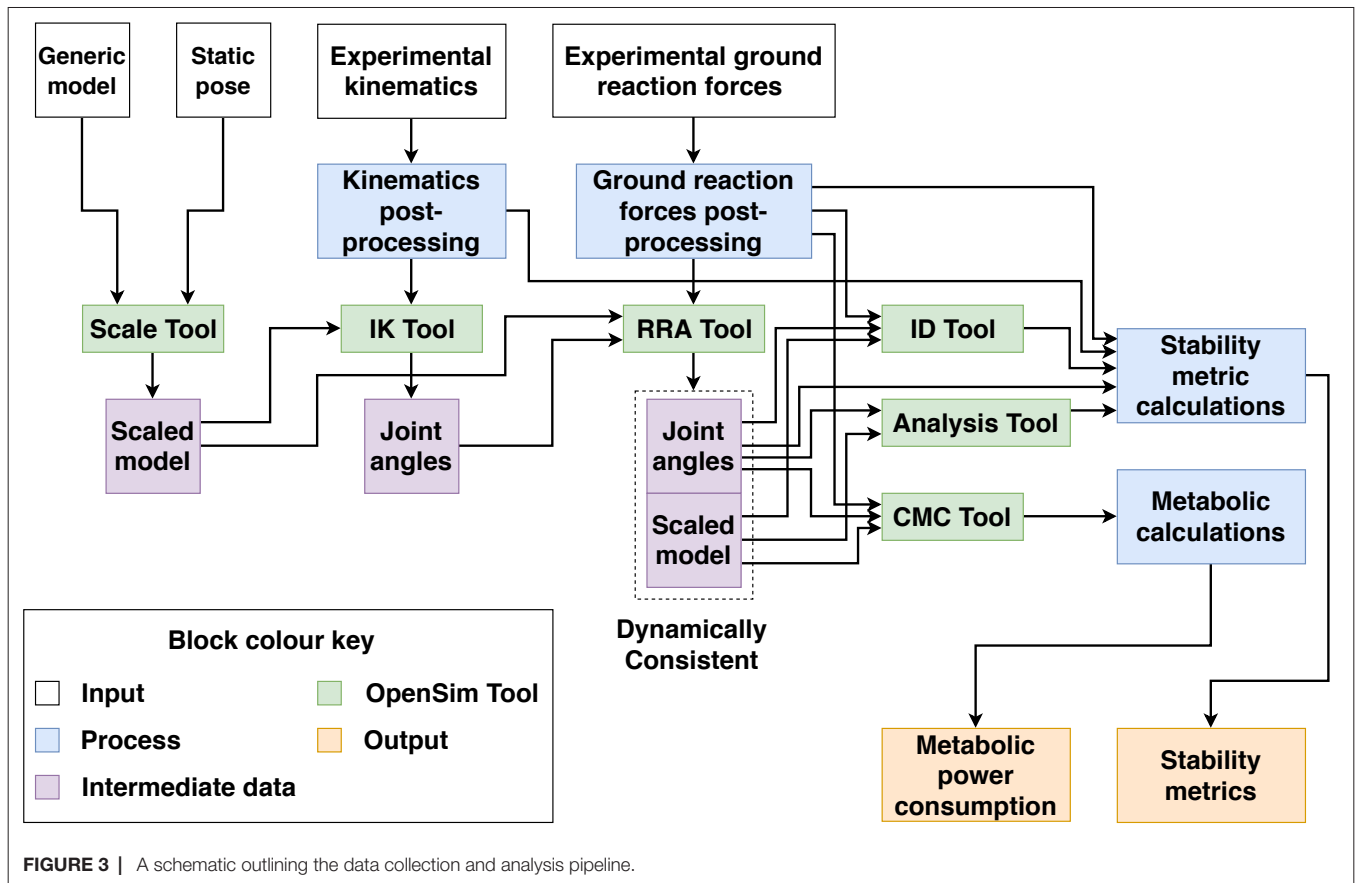 Generic
model
Static
pose
Experimental
kinematics
Experimental ground
reaction forces
Kinematics
post-
processing
Ground reaction
forces post-
processing
Scale Tool
IK Tool
RRA Tool
ID Tool
Stability
metric
calculations
Scaled
model
Joint
angles
Joint
angles
Analysis Tool
Scaled
model
CMC Tool
Metabolic
calculations
Dynamically
Consistent
Block colour key
Input
OpenSim Tool
Process
Output
Intermediate data
Metabolic
power
consumption
Stability
metrics
FIGURE 3 | A schematic outlining the data collection and analysis pipeline.